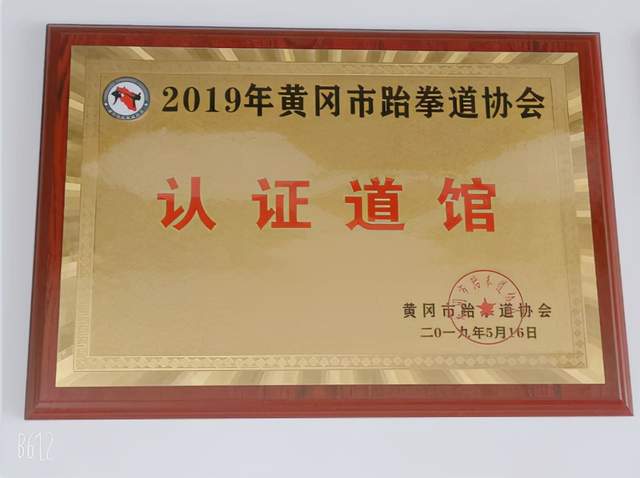 2019年黄冈市跆拳道协会
认证道馆
黄冈市跆拳道协会
二0一九年5月16日
B612